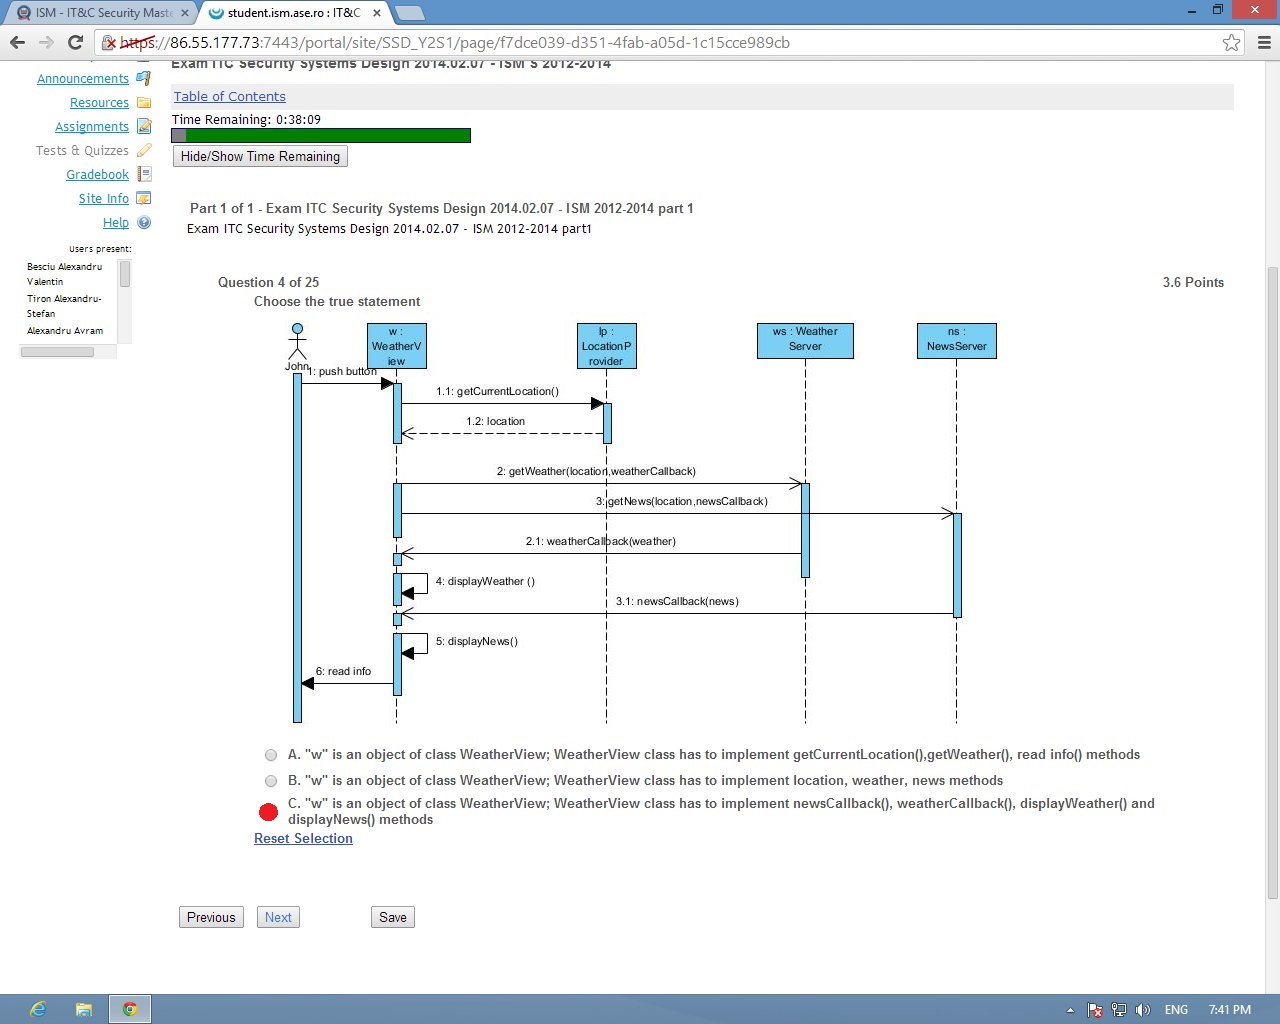 ISM - IT&C Security Maste
student.ism.ase.ro : IT&C
https://86.55.177.73:7443/portal/site/SSD_Y2S1/page/f7dce039-d351-4fab-a05d-1c15cce989cb
Exam ITC Security Systems Design 2014.02.07 - ISM S 2012-2014
Announcements
Resources
Assignments
Tests & Quizzes
Gradebook
Site Info
Help
Users present:
Besciu Alexandru
Valentin
Tiron Alexandru-
Stefan
Alexandru Avram
Table of Contents
Time Remaining: 0:38:09
Hide/Show Time Remaining
Part 1 of 1 - Exam ITC Security Systems Design 2014.02.07 - ISM 2012-2014 part 1
Exam ITC Security Systems Design 2014.02.07 - ISM 2012-2014 part1
Question 4 of 25
3.6 Points
Choose the true statement
John
w :
WeatherV
iew
lp :
LocationP
rovider
ws : Weather
Server
ns :
NewsServer
1: push button
1.1: getCurrentLocation()
1.2: location
2: getWeather(location,weatherCallback)
3: getNews(location,newsCallback)
2.1: weatherCallback(weather)
4: displayWeather ()
3.1: newsCallback(news)
5: displayNews()
6: read info
A. "w" is an object of class WeatherView; WeatherView class has to implement getCurrentLocation(),getWeather(), read info() methods
B. "w" is an object of class WeatherView; WeatherView class has to implement location, weather, news methods
C. "w" is an object of class WeatherView; WeatherView class has to implement newsCallback(), weatherCallback(), displayWeather() and
displayNews() methods
Reset Selection
Previous
Next
Save
ENG
7:41 PM